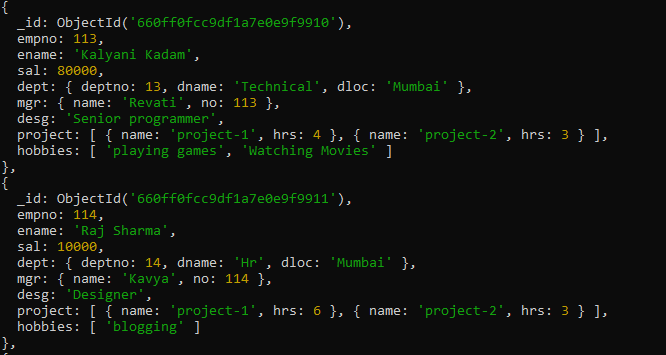 {
  _id: ObjectId('660ff0fcc9df1a7e0e9f9910'),
  empno: 113,
  ename: 'Kalyani Kadam',
  sal: 80000,
  dept: { deptno: 13, dname: 'Technical', dloc: 'Mumbai' },
  mgr: { name: 'Revati', no: 113 },
  desg: 'Senior programmer',
  project: [ { name: 'project-1', hrs: 4 }, { name: 'project-2', hrs: 3 } ],
  hobbies: [ 'playing games', 'Watching Movies' ]
},
{
  _id: ObjectId('660ff0fcc9df1a7e0e9f9911'),
  empno: 114,
  ename: 'Raj Sharma',
  sal: 10000,
  dept: { deptno: 14, dname: 'Hr', dloc: 'Mumbai' },
  mgr: { name: 'Kavya', no: 114 },
  desg: 'Designer',
  project: [ { name: 'project-1', hrs: 6 }, { name: 'project-2', hrs: 3 } ],
  hobbies: [ 'blogging' ]
},